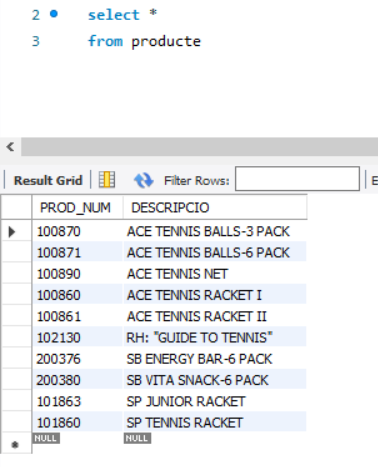 2 select *
3 from producte
Result Grid Filter Rows: E
PROD_NUM DESCRIPCIO
100870 ACE TENNIS BALLS-3 PACK
100871 ACE TENNIS BALLS-6 PACK
100890 ACE TENNIS NET
100860 ACE TENNIS RACKET I
100861 ACE TENNIS RACKET II
102130 RH: "GUIDE TO TENNIS"
200376 SB ENERGY BAR-6 PACK
200380 SB VITA SNACK-6 PACK
101863 SP JUNIOR RACKET
101860 SP TENNIS RACKET
NULL NULL